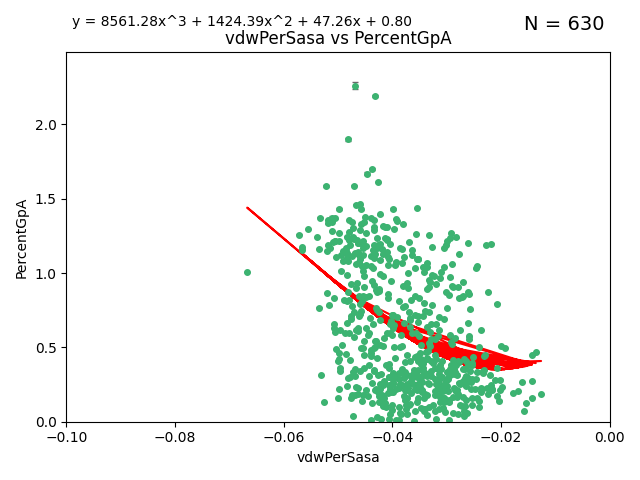 y = 8561.28x^3 + 1424.39x^2 + 47.26x + 0.80
N = 630
vdwPerSasa vs PercentGpA
PercentGpA
2.0
1.5
1.0
0.5
0.0
−0.10 −0.08 −0.06 −0.04 −0.02 0.00
vdwPerSasa